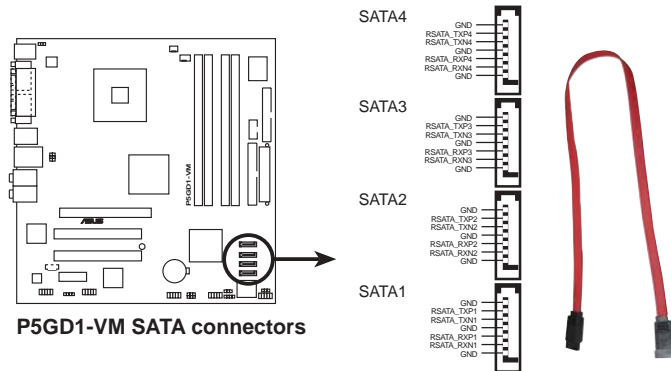 SATA4
GND
RSATA_TXP4
RSATA_TXN4
GND
RSATA_RXP4
RSATA_RXN4
GND
SATA3
GND
RSATA_TXP3
RSATA_TXN3
GND
RSATA_RXP3
RSATA_RXN3
GND
SATA2
GND
RSATA_TXP2
RSATA_TXN2
GND
RSATA_RXP2
RSATA_RXN2
GND
SATA1
GND
RSATA_TXP1
RSATA_TXN1
GND
RSATA_RXP1
RSATA_RXN1
GND
P5GD1-VM
ASUS
P5GD1-VM SATA connectors